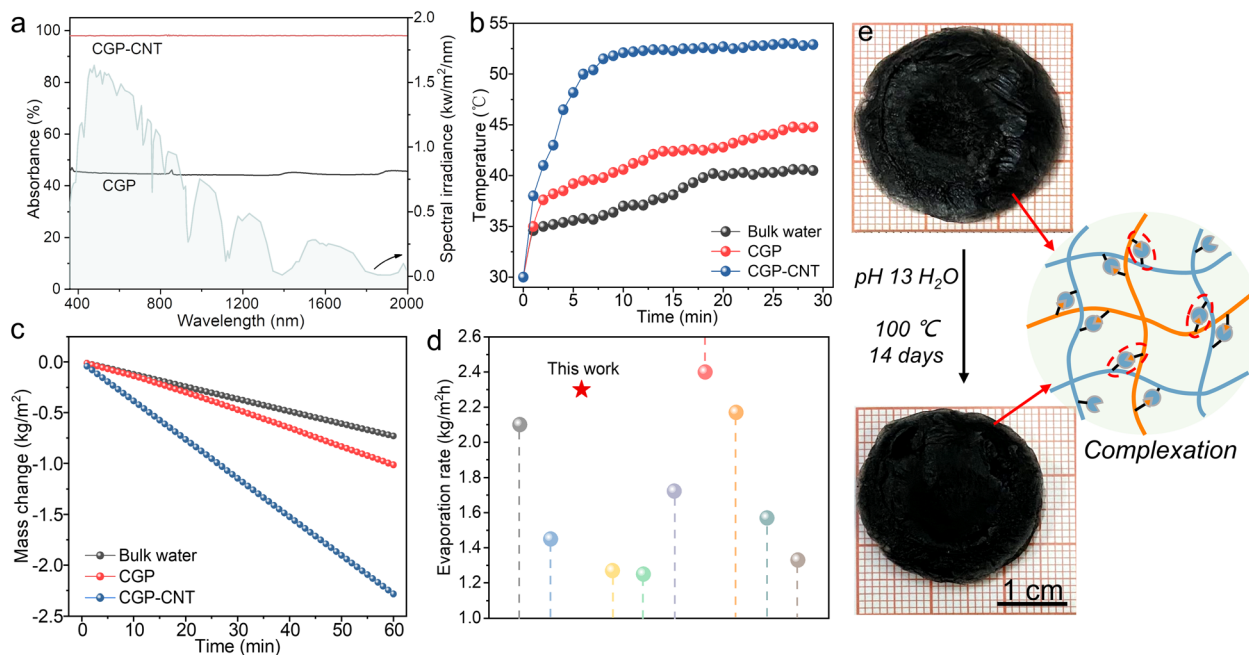 a
100
80
60
40
20
0
Absorbance (%)
CGP-CNT
CGP
2.0
1.5
1.0
0.5
0.0
Spectral irradiance (kw/m²/nm)
400
800
1200
1600
2000
Wavelength (nm)
b
55
50
45
40
35
30
Temperature (℃)
Bulk water
CGP
CGP-CNT
0
5
10
15
20
25
30
Time (min)
c
0.0
-0.5
-1.0
-1.5
-2.0
-2.5
Mass change (kg/m²)
Bulk water
CGP
CGP-CNT
0
10
20
30
40
50
60
Time (min)
d
2.6
2.4
2.2
2.0
1.8
1.6
1.4
1.2
1.0
Evaporation rate (kg/m²h)
This work
e
pH 13 H₂O
100 ℃
14 days
Complexation
1 cm